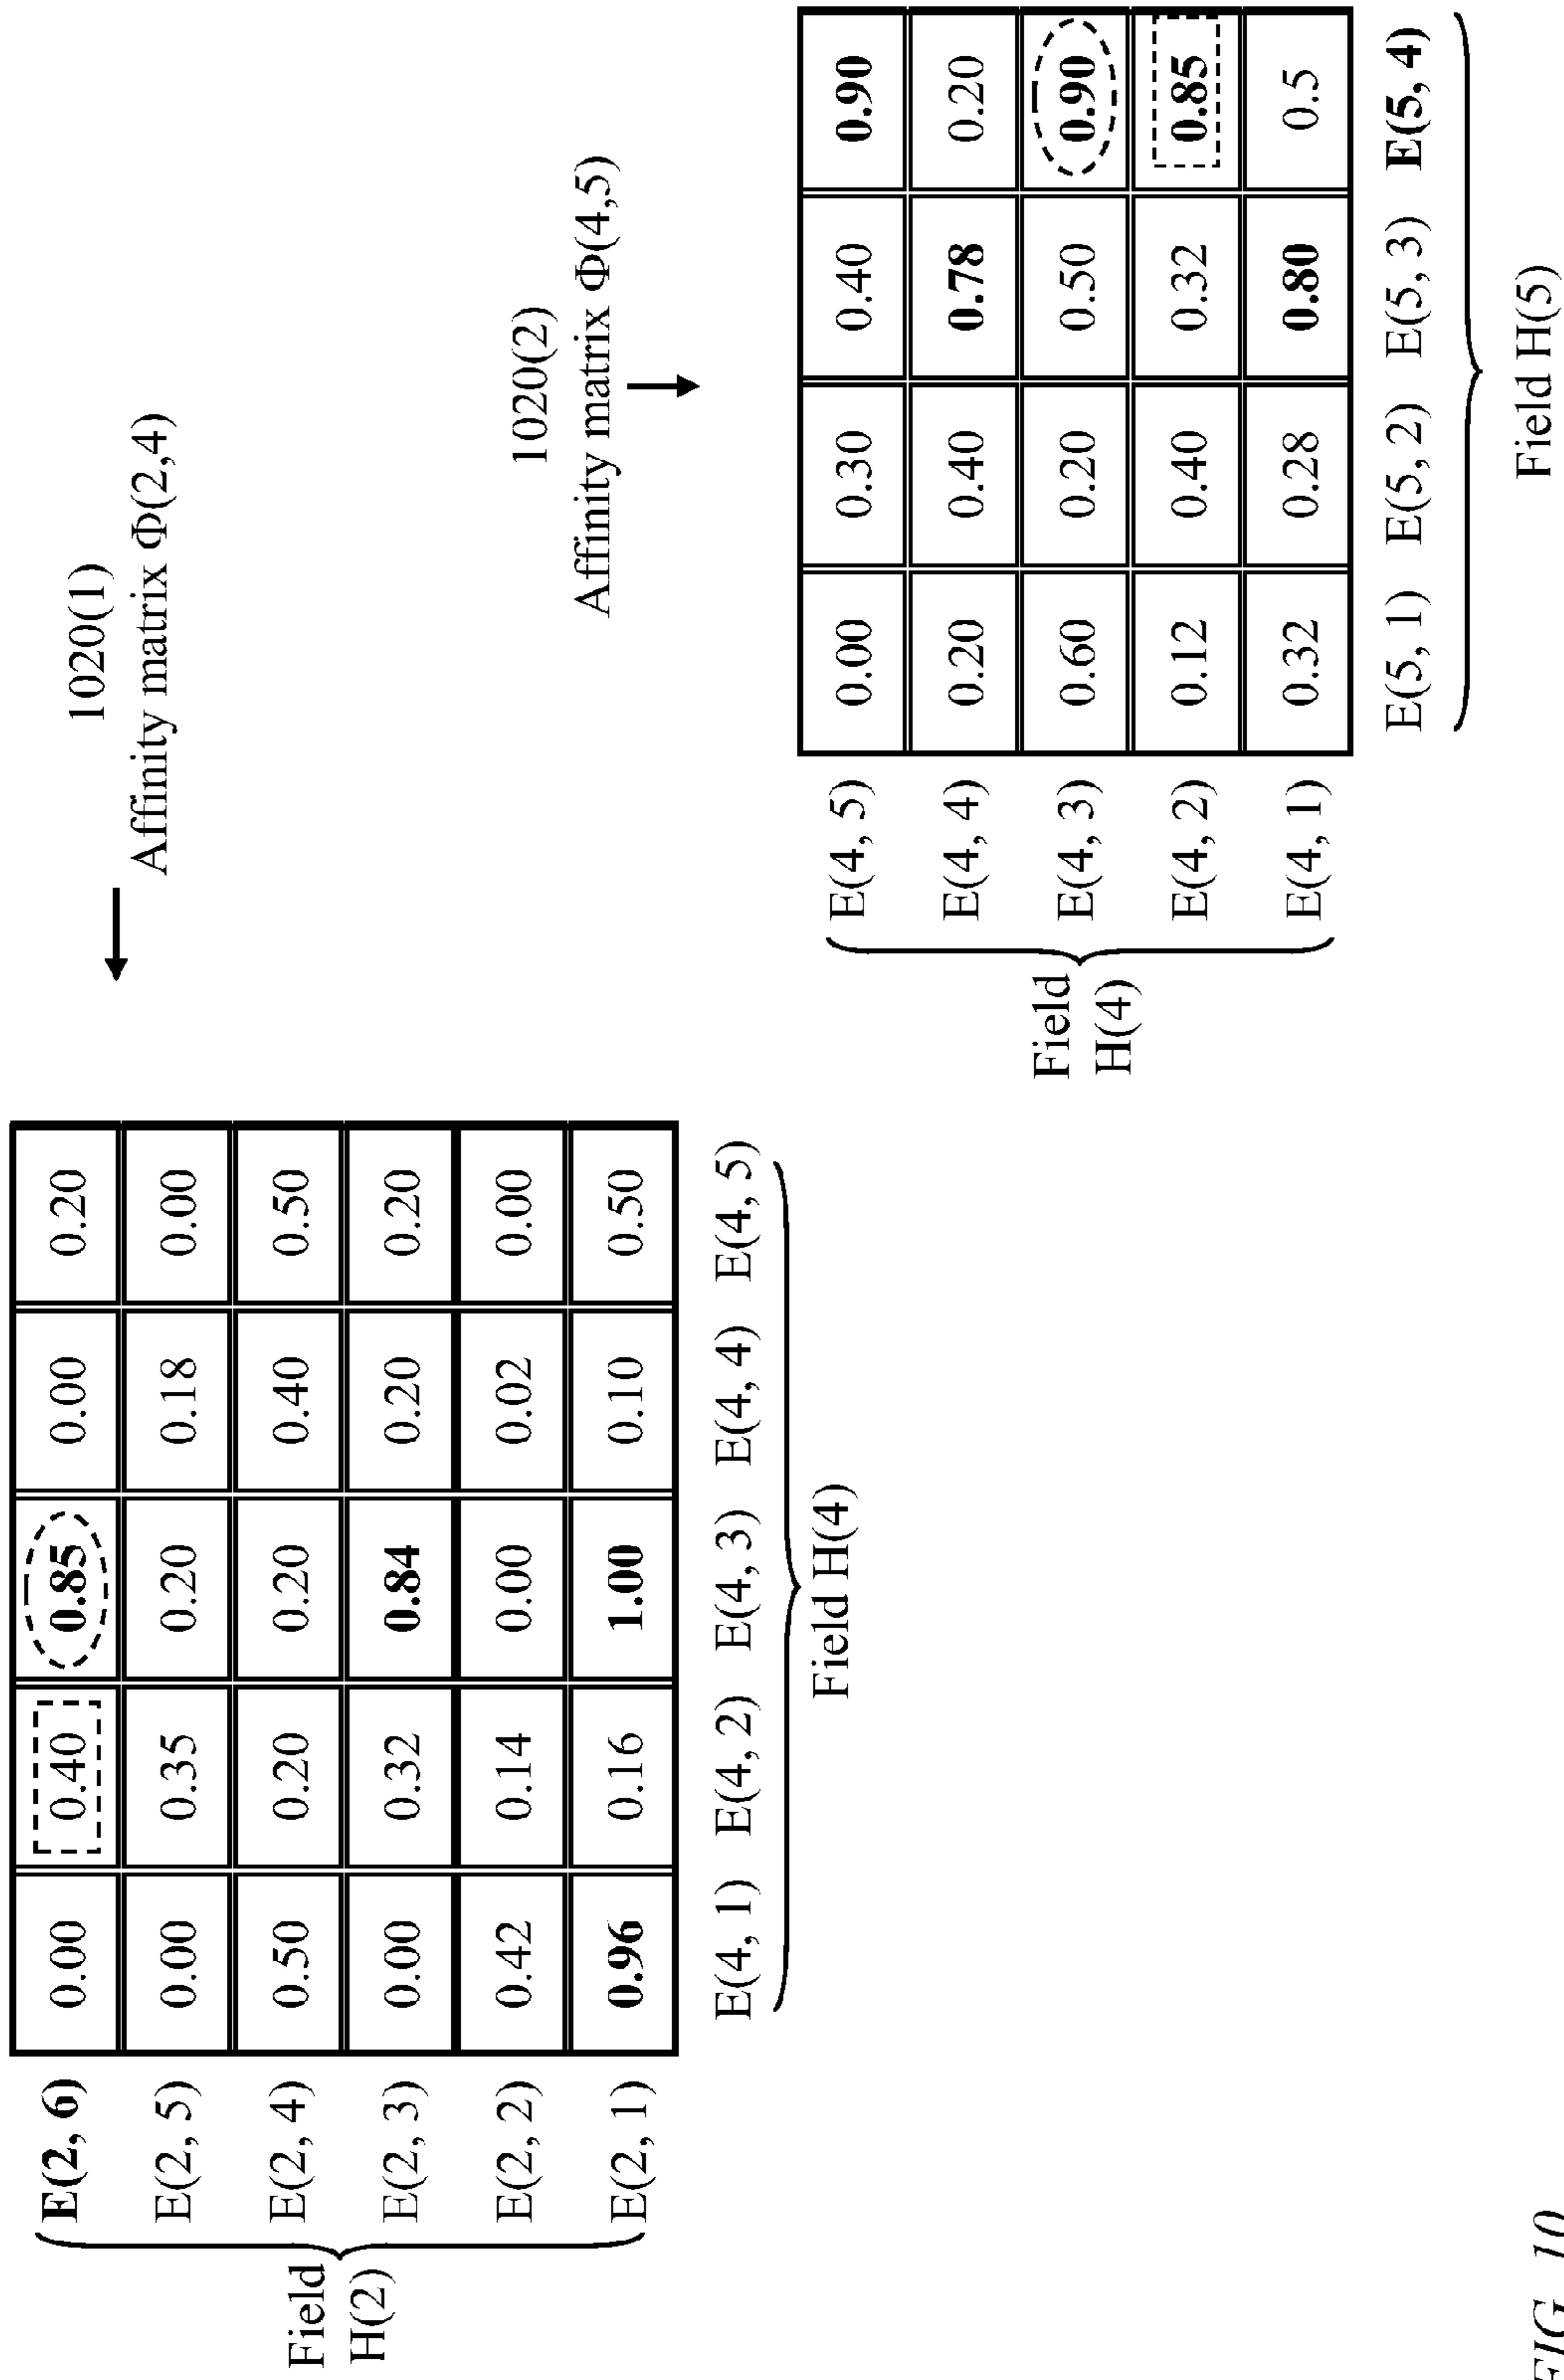 1020(1)
Affinity matrix Φ(2,4)
Field
H(2)
E(2, 6) 0.00 0.40 0.85 0.00 0.20
E(2, 5) 0.00 0.35 0.20 0.18 0.00
E(2, 4) 0.50 0.20 0.20 0.40 0.50
E(2, 3) 0.00 0.32 0.84 0.20 0.20
E(2, 2) 0.42 0.14 0.00 0.02 0.00
E(2, 1) 0.96 0.16 1.00 0.10 0.50
E(4, 1) E(4, 2) E(4, 3) E(4, 4) E(4, 5)
Field H(4)
1020(2)
Affinity matrix Φ(4,5)
Field
H(4)
E(4, 5) 0.00 0.30 0.40 0.90
E(4, 4) 0.20 0.40 0.78 0.20
E(4, 3) 0.60 0.20 0.50 0.90
E(4, 2) 0.12 0.40 0.32 0.85
E(4, 1) 0.32 0.28 0.80 0.5
E(5, 1) E(5, 2) E(5, 3) E(5, 4)
Field H(5)
FIG. 10